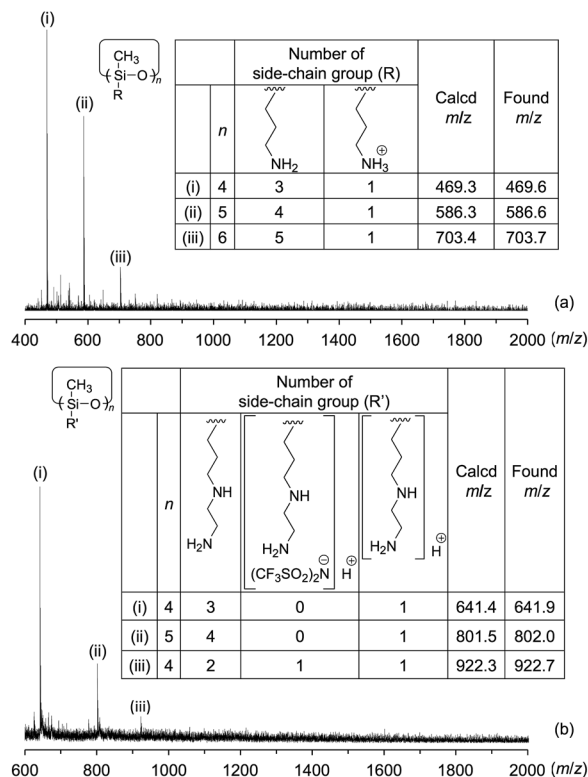 (i)
CH3
(Si–O)n
R
(ii)
(iii)
Number of
side-chain group (R)
n
Calcd
m/z
Found
m/z
NH2
NH3
⊕
(i) 4 3 1 469.3 469.6
(ii) 5 4 1 586.3 586.6
(iii) 6 5 1 703.4 703.7
(a)
400 600 800 1000 1200 1400 1600 1800 2000 (m/z)
CH3
(Si–O)n
R'
(i)
(ii)
(iii)
Number of
side-chain group (R')
n
Calcd
m/z
Found
m/z
NH NH NH
H2N H2N H2N
(CF3SO2)2N⊖ H⊕ H⊕
(i) 4 3 0 1 641.4 641.9
(ii) 5 4 0 1 801.5 802.0
(iii) 4 2 1 1 922.3 922.7
(b)
600 800 1000 1200 1400 1600 1800 2000 (m/z)